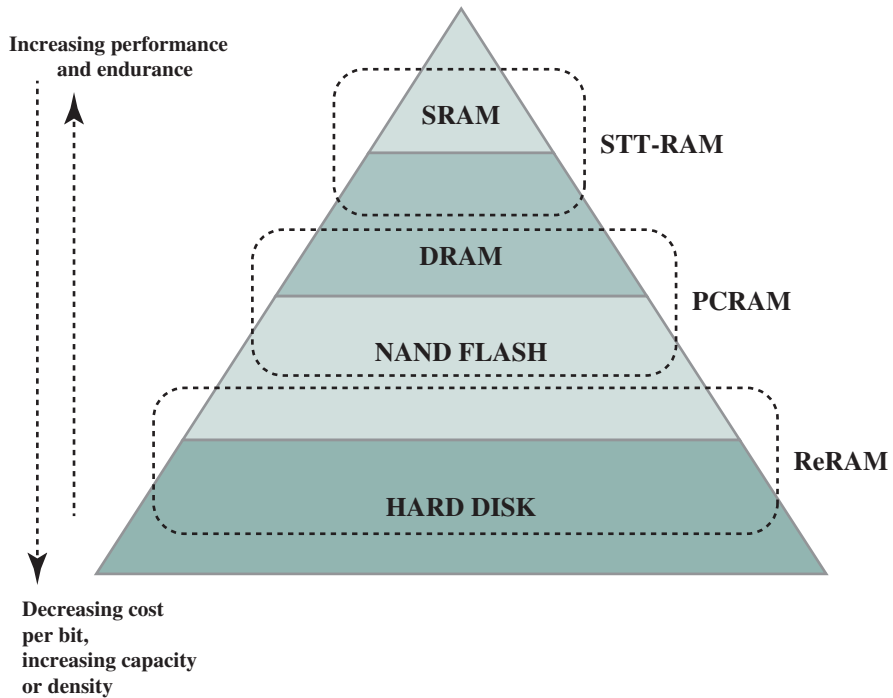 Increasing performance
and endurance
SRAM
STT-RAM
DRAM
PCRAM
NAND FLASH
ReRAM
HARD DISK
Decreasing cost
per bit,
increasing capacity
or density